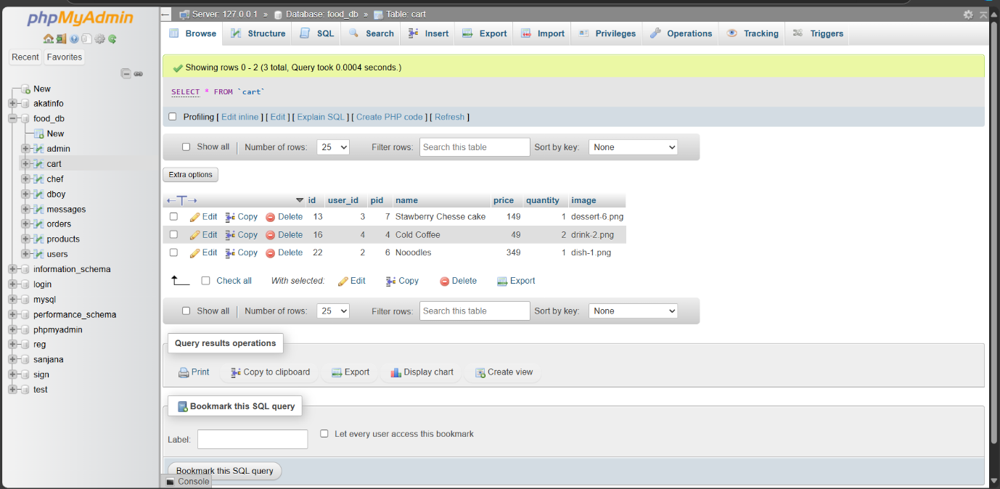 phpMyAdmin
Recent Favorites
New
akatinfo
food_db
New
admin
cart
chef
dboy
messages
orders
products
users
information_schema
login
mysql
performance_schema
phpmyadmin
reg
sanjana
sign
test
Server: 127.0.0.1 » Database: food_db » Table: cart
Browse Structure SQL Search Insert Export Import Privileges Operations Tracking Triggers
Showing rows 0 - 2 (3 total, Query took 0.0004 seconds.)
SELECT * FROM `cart`
Profiling [ Edit inline ] [ Edit ] [ Explain SQL ] [ Create PHP code ] [ Refresh ]
Show all | Number of rows: 25 Filter rows: Search this table Sort by key: None
Extra options
←T→ id user_id pid name price quantity image
Edit Copy Delete 13 3 7 Stawberry Chesse cake 149 1 dessert-6.png
Edit Copy Delete 16 4 4 Cold Coffee 49 2 drink-2.png
Edit Copy Delete 22 2 6 Nooodles 349 1 dish-1.png
Check all With selected: Edit Copy Delete Export
Show all | Number of rows: 25 Filter rows: Search this table Sort by key: None
Query results operations
Print Copy to clipboard Export Display chart Create view
Bookmark this SQL query
Label: Let every user access this bookmark
Bookmark this SQL query
Console